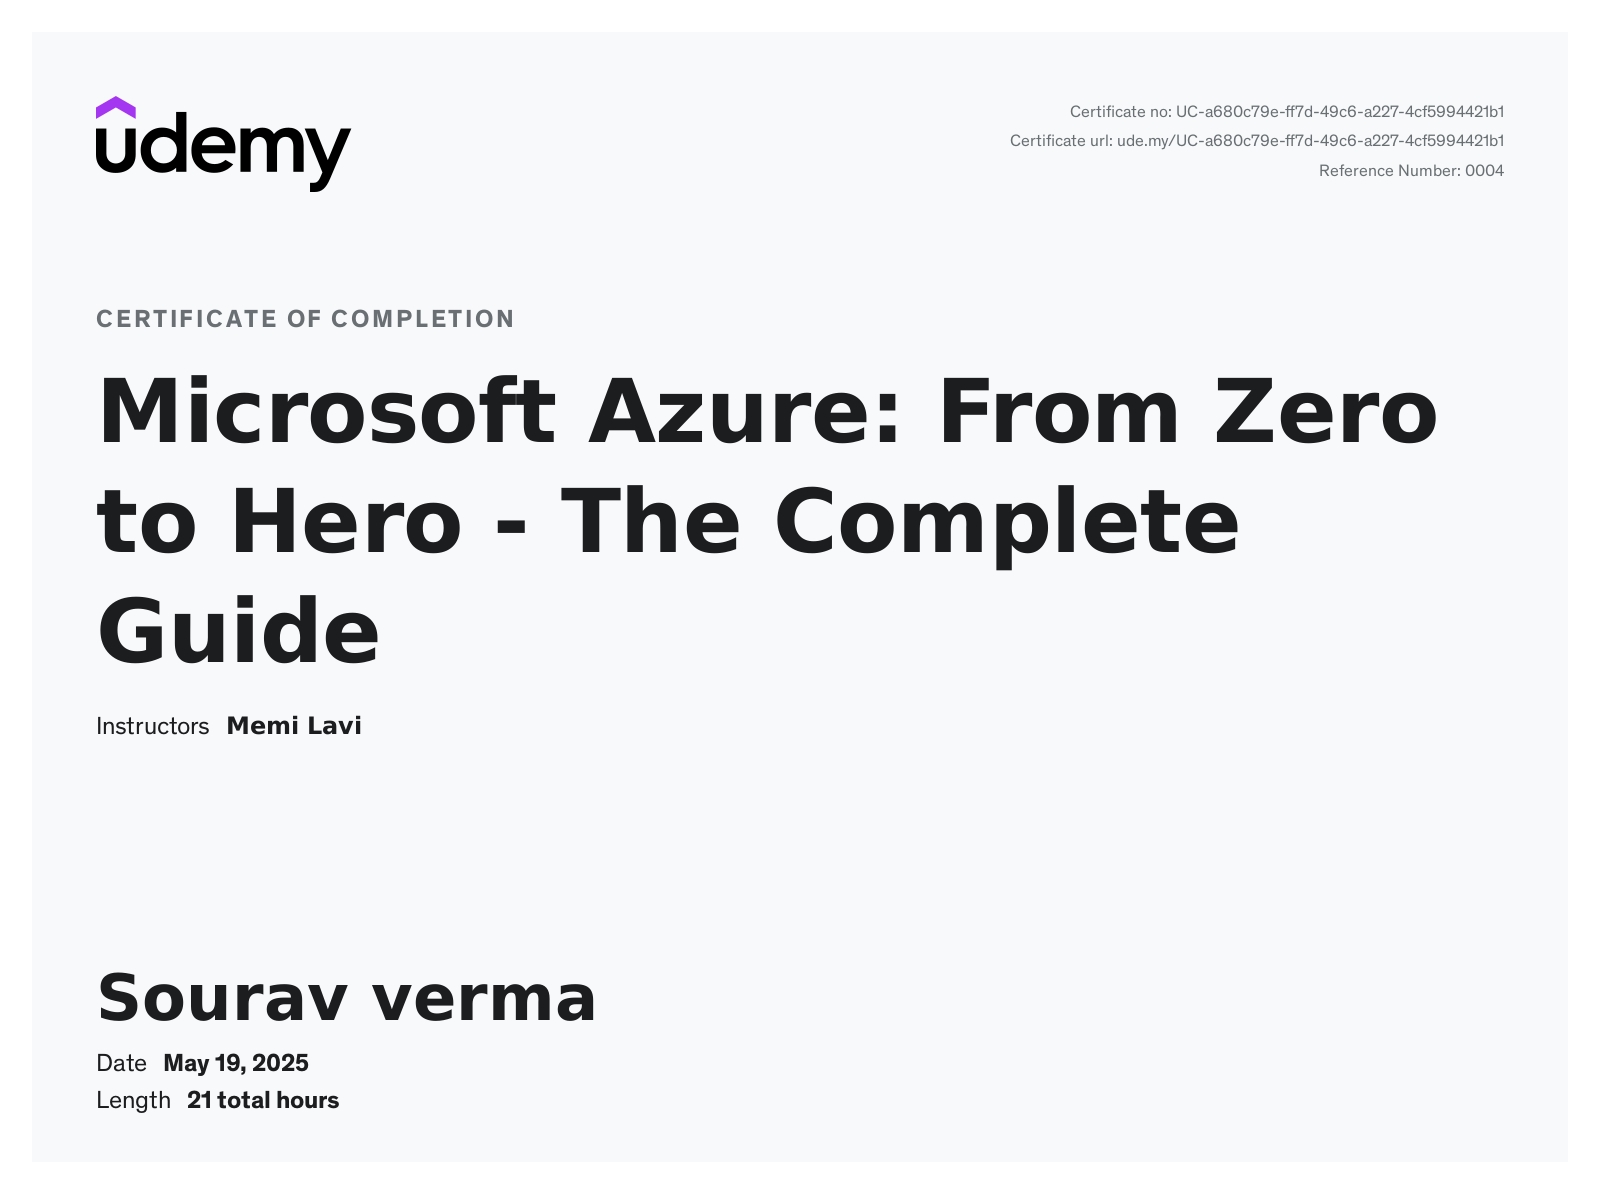 udemy
Certificate no: UC-a680c79e-ff7d-49c6-a227-4cf5994421b1
Certificate url: ude.my/UC-a680c79e-ff7d-49c6-a227-4cf5994421b1
Reference Number: 0004
CERTIFICATE OF COMPLETION
Microsoft Azure: From Zero
to Hero - The Complete
Guide
Instructors Memi Lavi
Sourav verma
Date May 19, 2025
Length 21 total hours